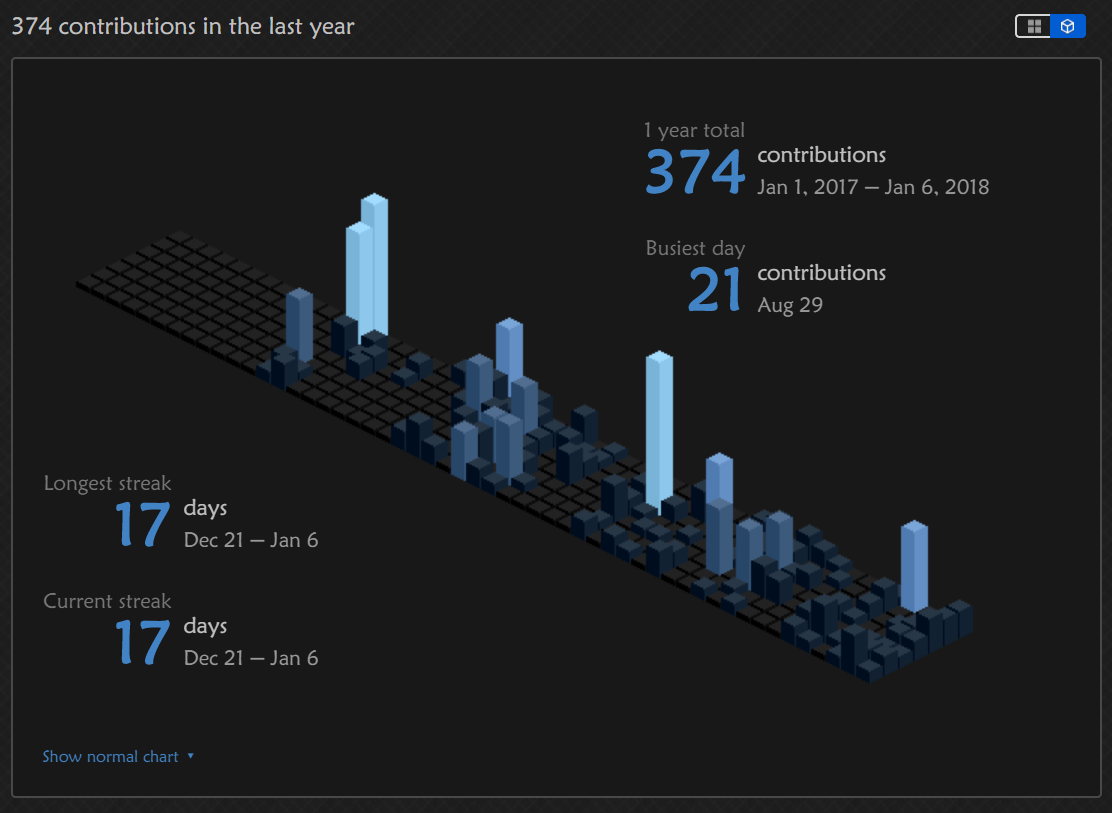 374 contributions in the last year
1 year total
374 contributions
Jan 1, 2017 — Jan 6, 2018
Busiest day
21 contributions
Aug 29
Longest streak
17 days
Dec 21 — Jan 6
Current streak
17 days
Dec 21 — Jan 6
Show normal chart ▾